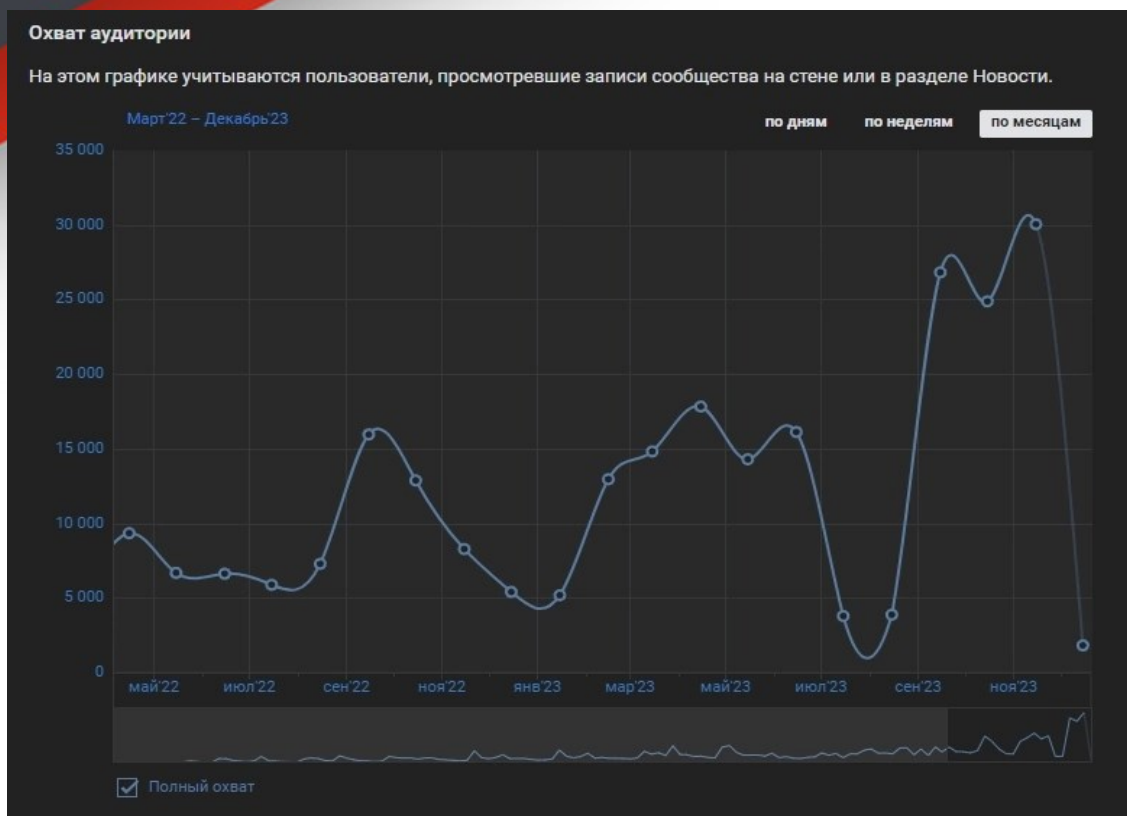 Охват аудитории
На этом графике учитываются пользователи, просмотревшие записи сообщества на стене или в разделе Новости.
Март'22 – Декабрь'23
по дням по неделям по месяцам
35 000
30 000
25 000
20 000
15 000
10 000
5 000
0
май'22 июл'22 сен'22 ноя'22 янв'23 мар'23 май'23 июл'23 сен'23 ноя'23
Полный охват